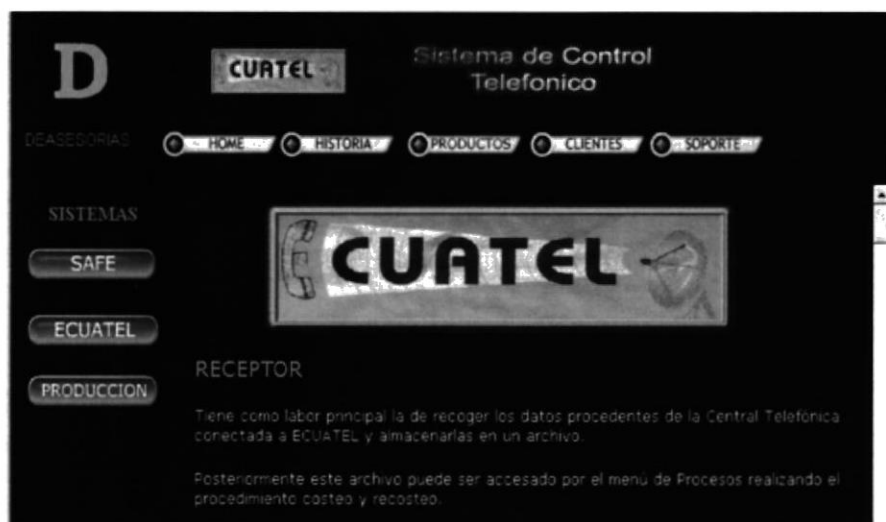 D
CUATEL
Sistema de Control
Telefonico
DEASESORIAS
HOME HISTORIA PRODUCTOS CLIENTES SOPORTE
SISTEMAS
SAFE
ECUATEL
PRODUCCION
CUATEL
RECEPTOR
Tiene como labor principal la de recoger los datos procedentes de la Central Telefónica
conectada a ECUATEL y almacenarlas en un archivo.
Posteriormente este archivo puede ser accesado por el menú de Procesos realizando el
procedimiento costeo y recosteo.